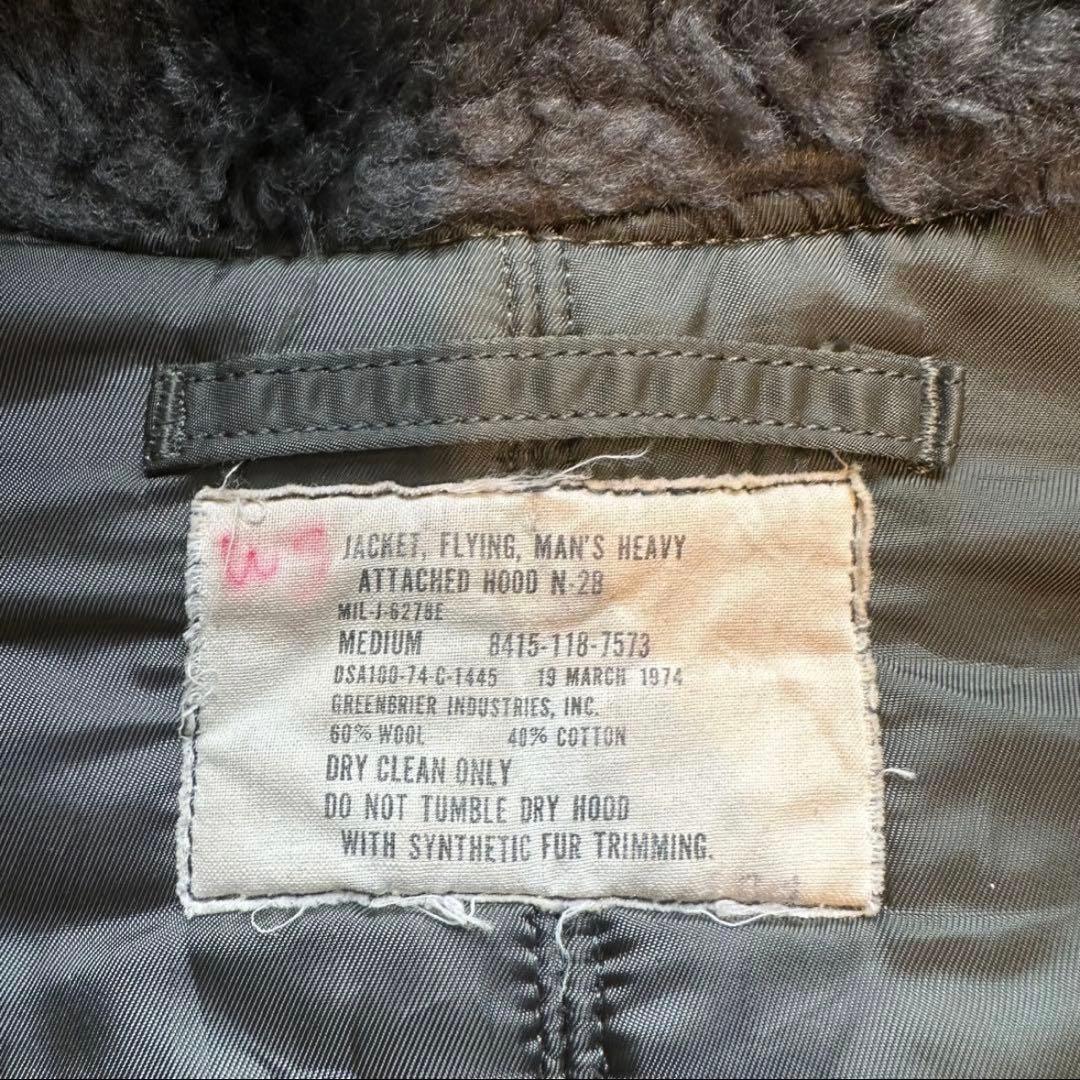 JACKET, FLYING, MAN'S HEAVY
ATTACHED HOOD N-2B
MIL-J-6278E
MEDIUM 8415-118-7573
DSA100-74-C-1445 19 MARCH 1974
GREENBRIER INDUSTRIES, INC.
60% WOOL 40% COTTON
DRY CLEAN ONLY
DO NOT TUMBLE DRY HOOD
WITH SYNTHETIC FUR TRIMMING.